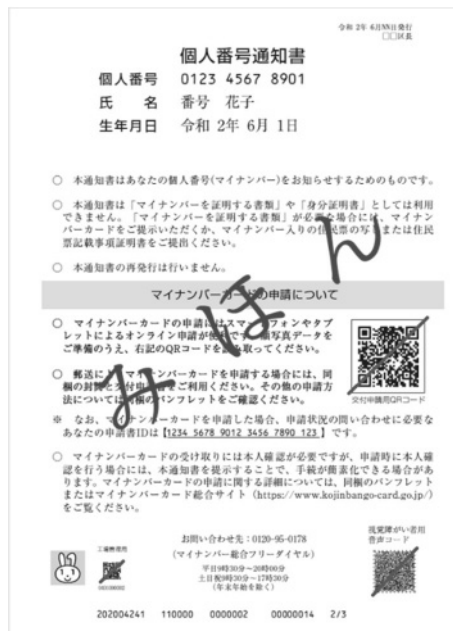 令和 2年 6月NN日発行
□□区長
個人番号通知書
個人番号 0123 4567 8901
氏 名 番号 花子
生年月日 令和 2年 6月 1日
○ 本通知書はあなたの個人番号(マイナンバー)をお知らせするためのものです。
○ 本通知書は「マイナンバーを証明する書類」や「身分証明書」としては利用
できません。「マイナンバーを証明する書類」が必要な場合には、マイナン
バーカードをご提示いただくか、マイナンバー入りの住民票の写しまたは住民
票記載事項証明書をご提出ください。
○ 本通知書の再発行は行いません。
マイナンバーカードの申請について
みほん
○ マイナンバーカードの申請にはスマートフォンやタブ
レットによるオンライン申請が便利です。顔写真データを
ご準備のうえ、右記のQRコードを読み取ってください。
○ 郵送によりマイナンバーカードを申請する場合には、同
梱の封筒と交付申請書をご利用ください。その他の申請方
法については同梱のパンフレットをご確認ください。
交付申請用QRコード
※ なお、マイナンバーカードを申請した場合、申請状況の問い合わせに必要な
あなたの申請書IDは【1234 5678 9012 3456 7890 123】です。
○ マイナンバーカードの受け取りには本人確認が必要ですが、申請時に本人確
認を行う場合には、本通知書を提示することで、手続が簡素化できる場合があ
ります。マイナンバーカードの申請に関する詳細については、同梱のパンフレット
またはマイナンバーカード総合サイト(https://www.kojinbango-card.go.jp/)
をご覧ください。
お問い合わせ先:0120-95-0178
(マイナンバー総合フリーダイヤル)
平日9時30分~20時00分
土日祝9時30分~17時30分
(年末年始を除く)
工場管理用
視覚障がい者用
音声コード
202004241 110000 0000002 00000014 2/3